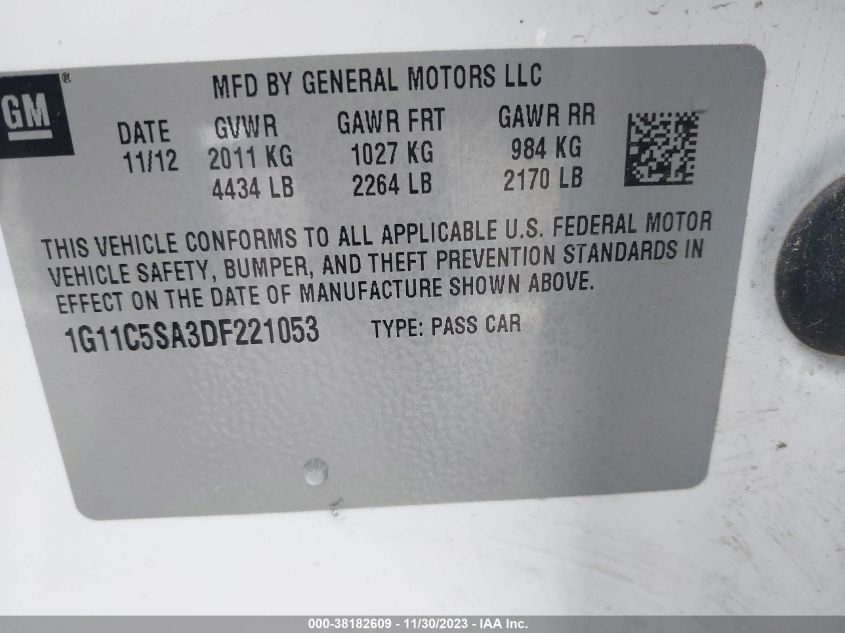 GM ®
MFD BY GENERAL MOTORS LLC
DATE GVWR GAWR FRT GAWR RR
11/12 2011 KG 1027 KG 984 KG
4434 LB 2264 LB 2170 LB
THIS VEHICLE CONFORMS TO ALL APPLICABLE U.S. FEDERAL MOTOR
VEHICLE SAFETY, BUMPER, AND THEFT PREVENTION STANDARDS IN
EFFECT ON THE DATE OF MANUFACTURE SHOWN ABOVE.
1G11C5SA3DF221053 TYPE: PASS CAR
000-38182609 - 11/30/2023 - IAA Inc.